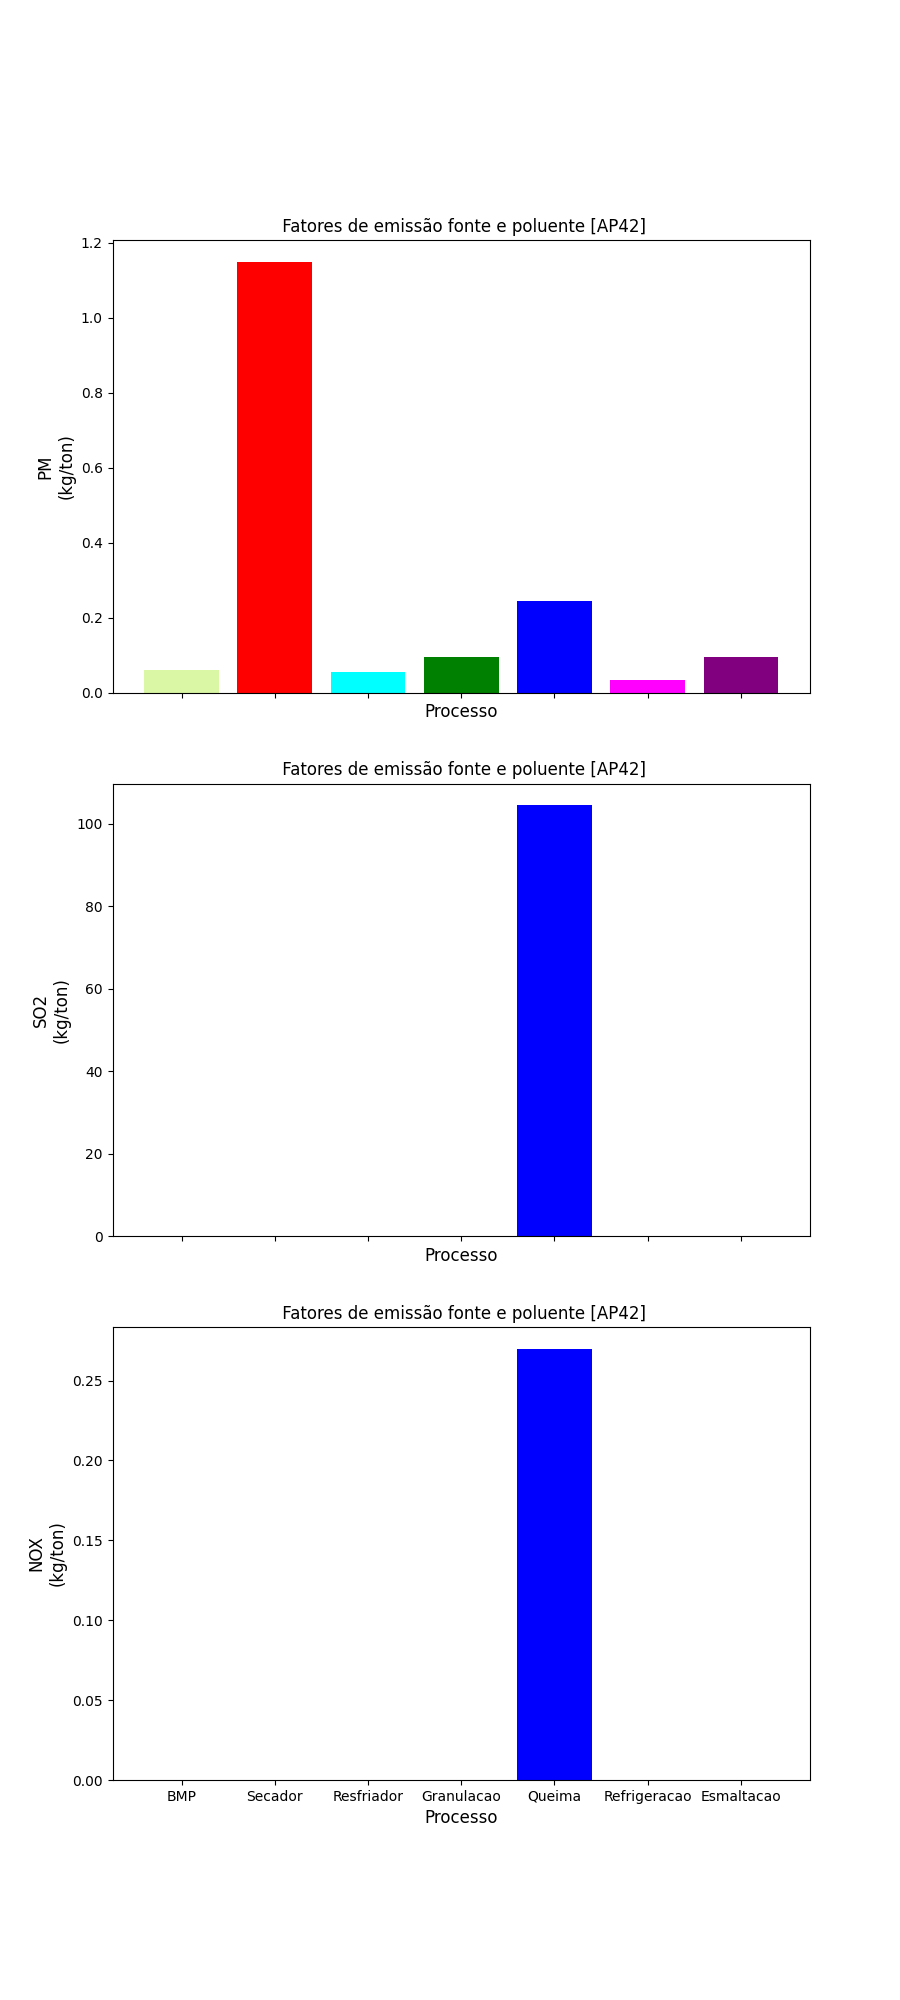 Fatores de emissão fonte e poluente [AP42]
1.2
1.0
0.8
0.6
0.4
0.2
0.0
PM
(kg/ton)
Processo
Fatores de emissão fonte e poluente [AP42]
100
80
60
40
20
0
SO2
(kg/ton)
Processo
Fatores de emissão fonte e poluente [AP42]
0.25
0.20
0.15
0.10
0.05
0.00
NOX
(kg/ton)
BMP Secador Resfriador Granulacao Queima Refrigeracao Esmaltacao
Processo